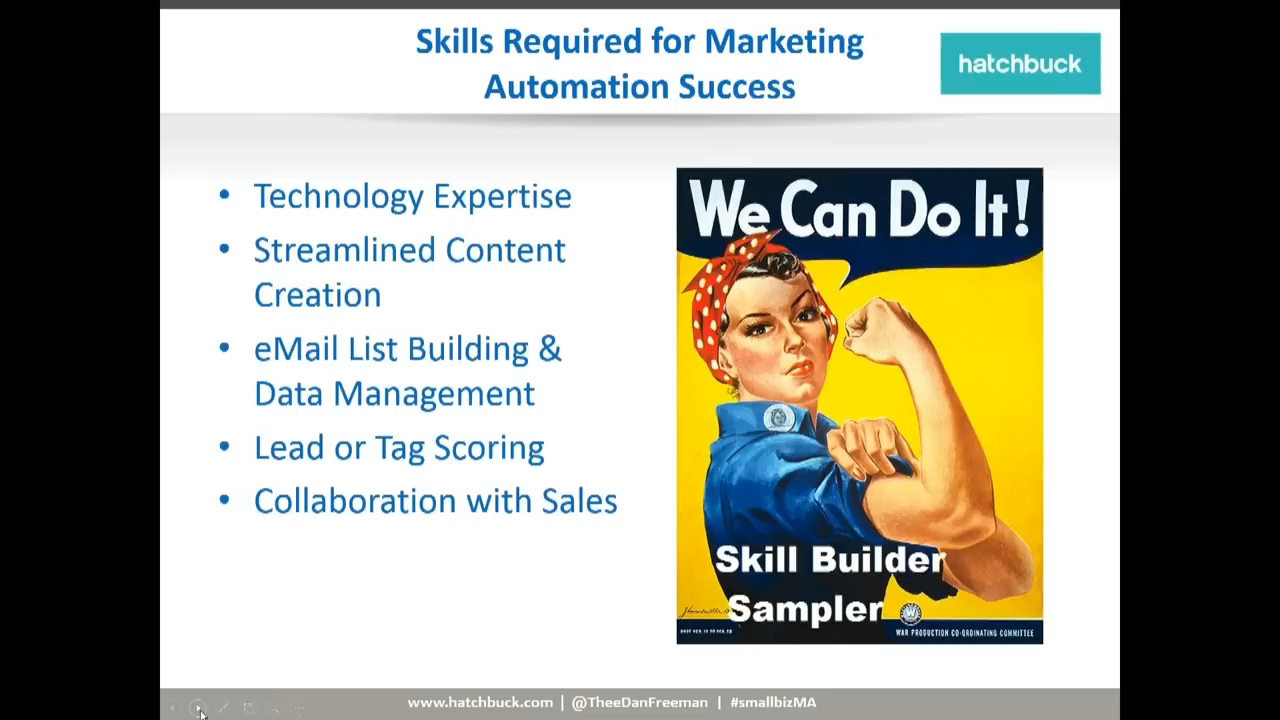 Skills Required for Marketing
Automation Success
hatchbuck
• Technology Expertise
• Streamlined Content
Creation
• eMail List Building &
Data Management
• Lead or Tag Scoring
• Collaboration with Sales
We Can Do It!
Skill Builder
Sampler
WAR PRODUCTION CO-ORDINATING COMMITTEE
www.hatchbuck.com | @TheeDanFreeman | #smallbizMA